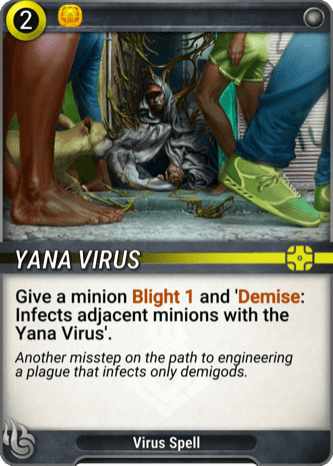 2
YANA VIRUS
Give a minion Blight 1 and 'Demise:
Infects adjacent minions with the
Yana Virus'.
Another misstep on the path to engineering
a plague that infects only demigods.
Virus Spell